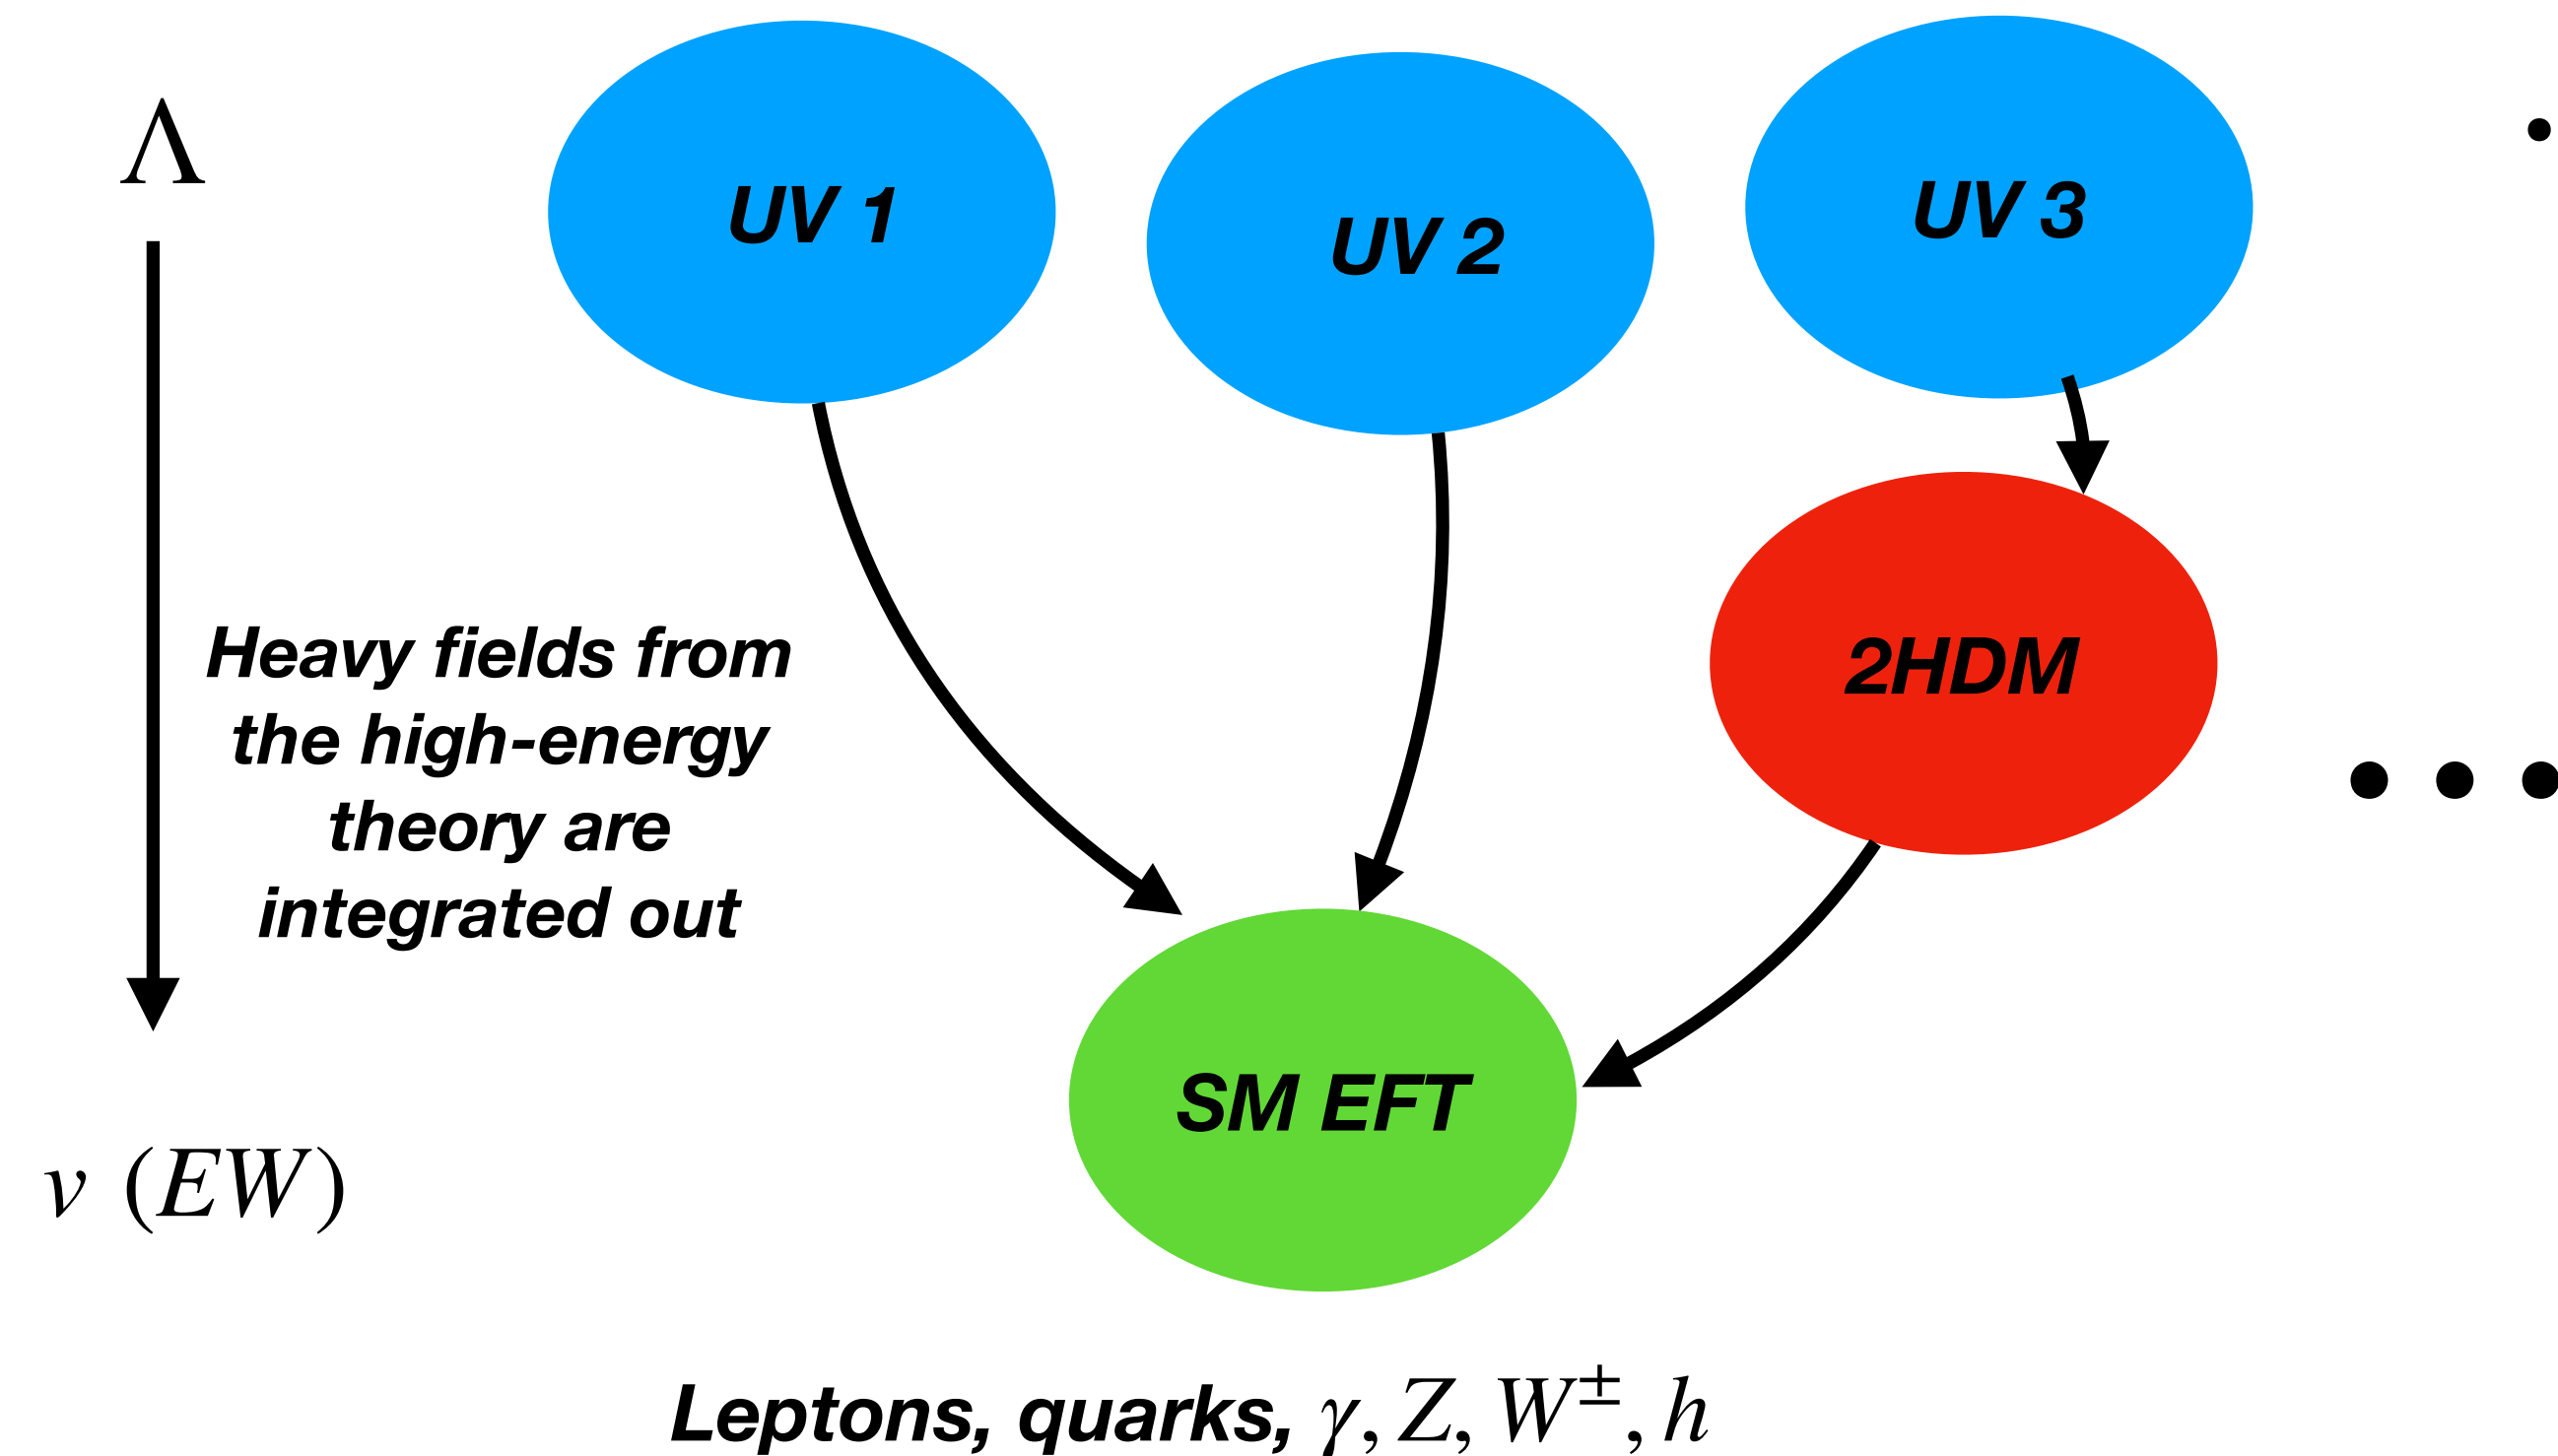 Λ
UV 1
UV 2
UV 3
2HDM
Heavy fields from
the high-energy
theory are
integrated out
SM EFT
v (EW)
Leptons, quarks, γ, Z, W±, h